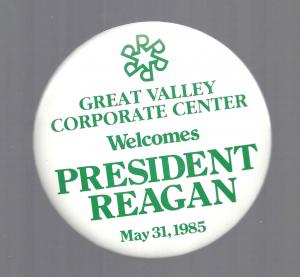 GREAT VALLEY
CORPORATE CENTER
Welcomes
PRESIDENT
REAGAN
May 31, 1985